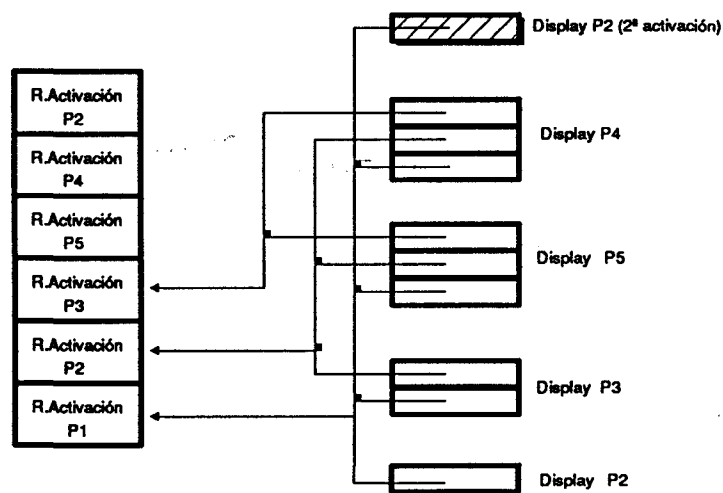 Display P2 (2ª activación)
R.Activación
P2
R.Activación
P4
R.Activación
P5
R.Activación
P3
R.Activación
P2
R.Activación
P1
Display P4
Display P5
Display P3
Display P2